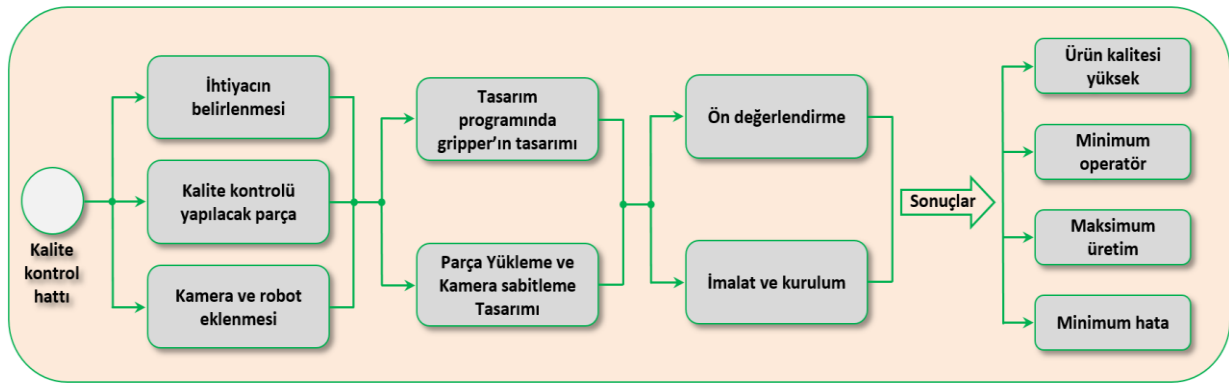 Kalite
kontrol
hattı
İhtiyacın
belirlenmesi
Kalite kontrolü
yapılacak parça
Kamera ve robot
eklenmesi
Tasarım
programında
gripper'ın tasarımı
Parça Yükleme ve
Kamera sabitleme
Tasarımı
Ön değerlendirme
İmalat ve kurulum
Sonuçlar
Ürün kalitesi
yüksek
Minimum
operatör
Maksimum
üretim
Minimum hata